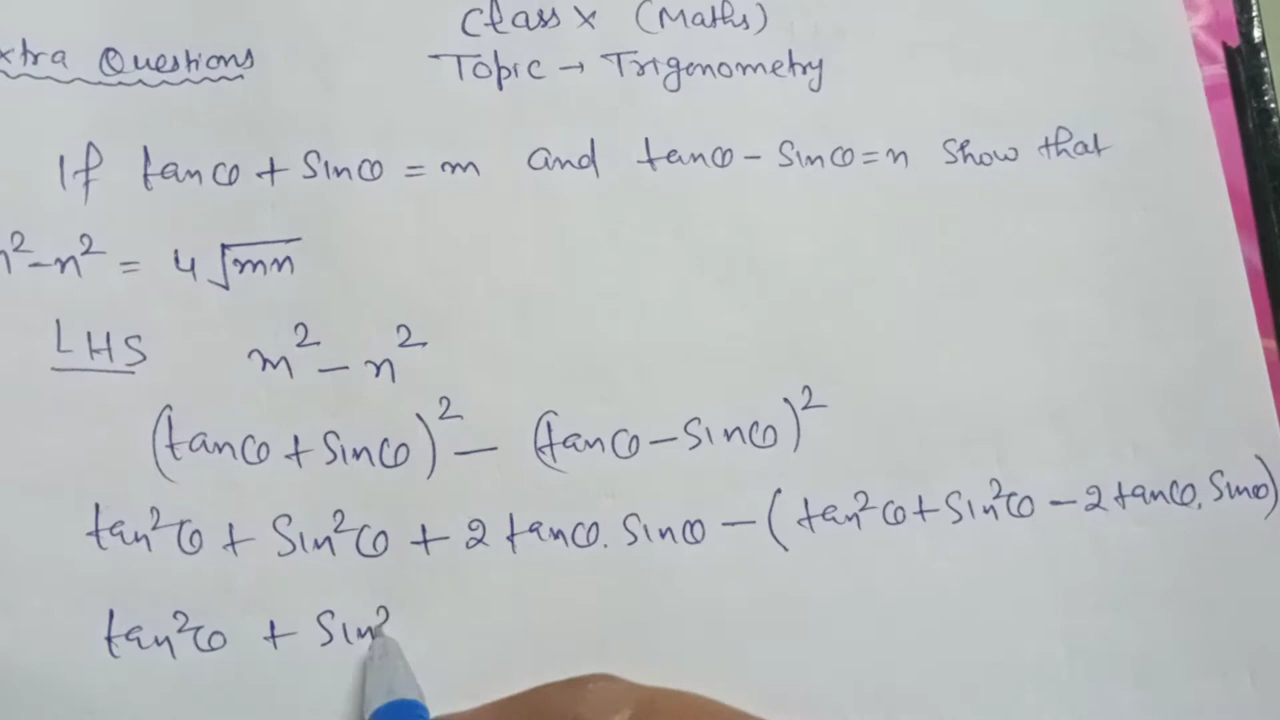 Class X (Maths)
xtra Questions
Topic → Trigonometry
If tanθ + Sinθ = m and tanθ - Sinθ = n Show that
m²-n² = 4√mn
LHS m² - n²
(tanθ + Sinθ)² - (tanθ - Sinθ)²
tan²θ + Sin²θ + 2 tanθ. Sinθ - (tan²θ + Sin²θ - 2 tanθ. Sinθ)
tan²θ + Sin²